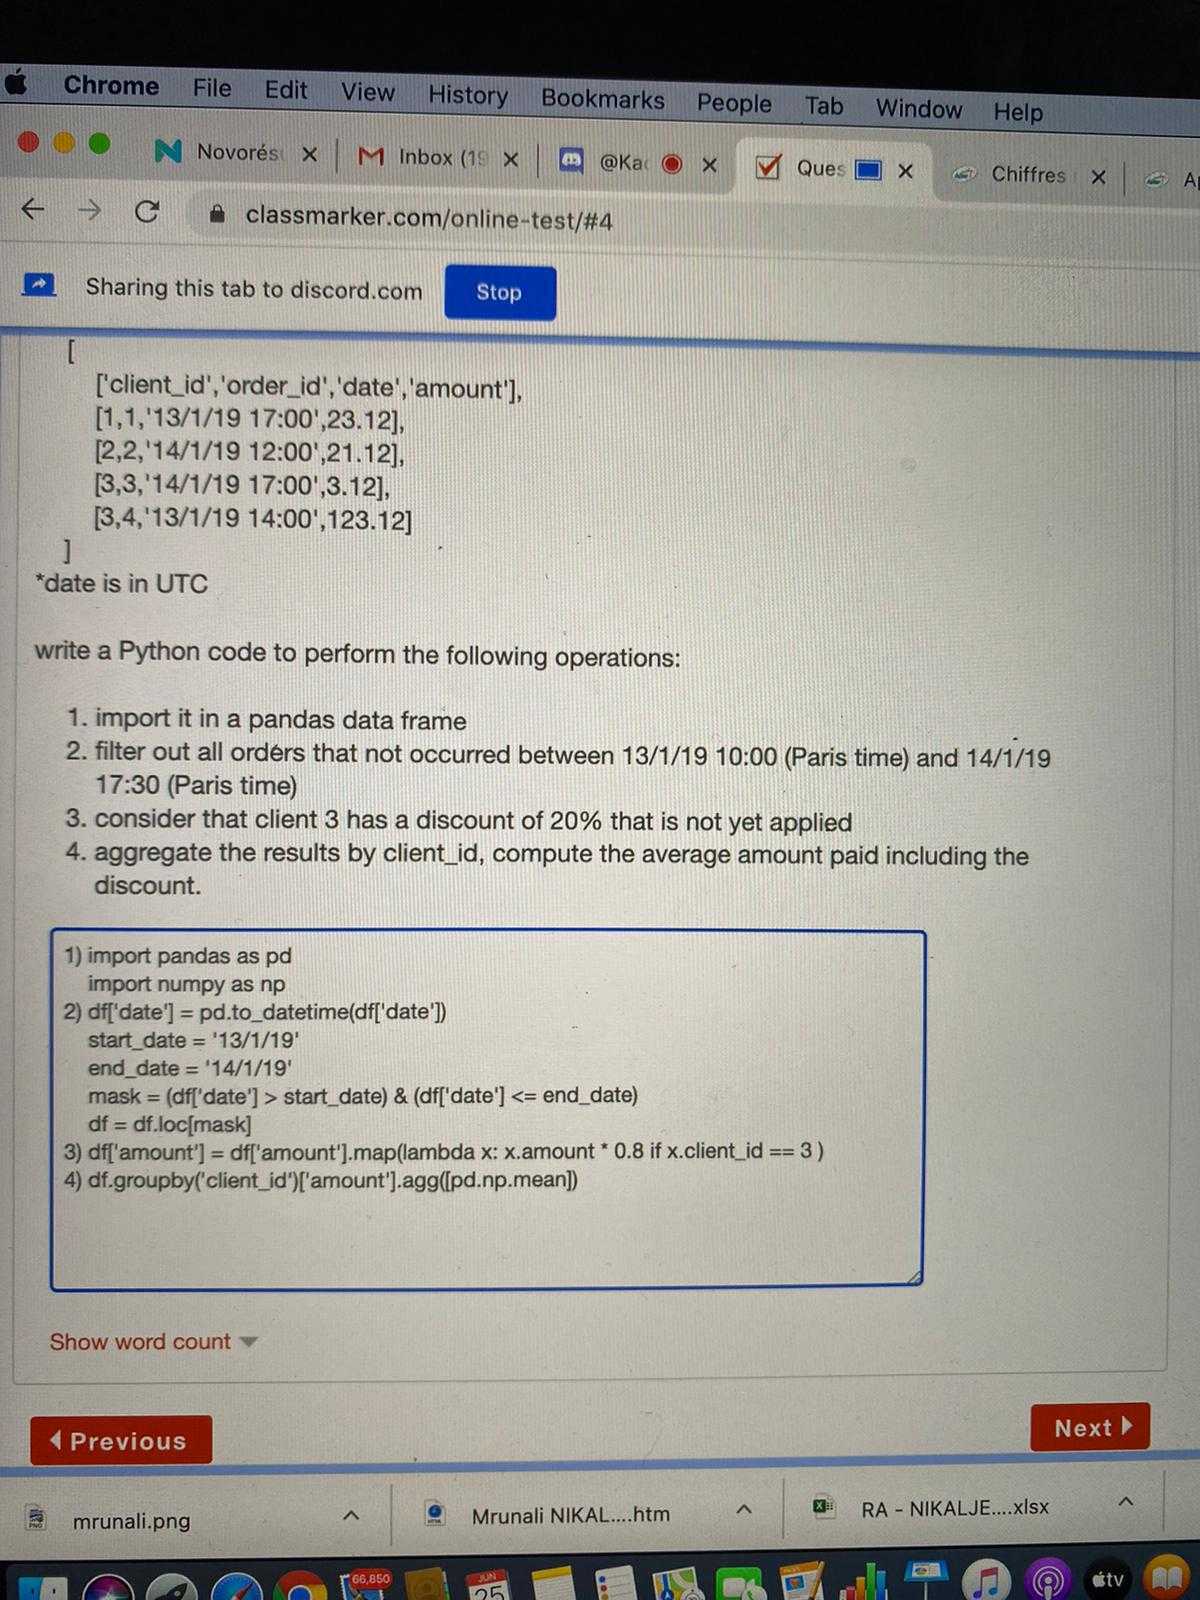 Chrome File Edit View History Bookmarks People Tab Window Help
Novorés Inbox (19 @Kac Ques Chiffres
classmarker.com/online-test/#4
Sharing this tab to discord.com Stop
[
['client_id','order_id','date','amount'],
[1,1,'13/1/19 17:00',23.12],
[2,2,'14/1/19 12:00',21.12],
[3,3,'14/1/19 17:00',3.12],
[3,4,'13/1/19 14:00',123.12]
]
*date is in UTC
write a Python code to perform the following operations:
1. import it in a pandas data frame
2. filter out all orders that not occurred between 13/1/19 10:00 (Paris time) and 14/1/19
17:30 (Paris time)
3. consider that client 3 has a discount of 20% that is not yet applied
4. aggregate the results by client_id, compute the average amount paid including the
discount.
1) import pandas as pd
import numpy as np
2) df['date'] = pd.to_datetime(df['date'])
start_date = '13/1/19'
end_date = '14/1/19'
mask = (df['date'] > start_date) & (df['date'] <= end_date)
df = df.loc[mask]
3) df['amount'] = df['amount'].map(lambda x: x.amount * 0.8 if x.client_id == 3 )
4) df.groupby('client_id')['amount'].agg([pd.np.mean])
Show word count
Previous Next
mrunali.png Mrunali NIKAL....htm RA - NIKALJE....xlsx
66,850 JUN 25 tv